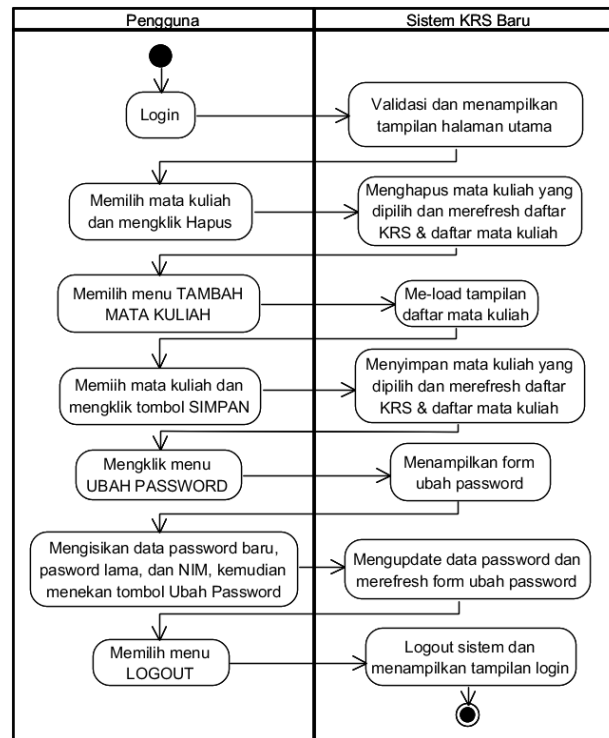 Pengguna
Sistem KRS Baru
Login
Validasi dan menampilkan
tampilan halaman utama
Memilih mata kuliah
dan mengklik Hapus
Menghapus mata kuliah yang
dipilih dan merefresh daftar
KRS & daftar mata kuliah
Memilih menu TAMBAH
MATA KULIAH
Me-load tampilan
daftar mata kuliah
Memiih mata kuliah dan
mengklik tombol SIMPAN
Menyimpan mata kuliah yang
dipilih dan merefresh daftar
KRS & daftar mata kuliah
Mengklik menu
UBAH PASSWORD
Menampilkan form
ubah password
Mengisikan data password baru,
pasword lama, dan NIM, kemudian
menekan tombol Ubah Password
Mengupdate data password dan
merefresh form ubah password
Memilih menu
LOGOUT
Logout sistem dan
menampilkan tampilan login